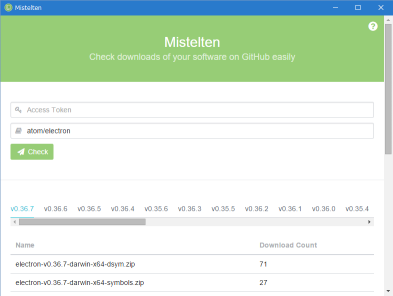 Mistelten
?
Mistelten
Check downloads of your software on GitHub easily
Access Token
atom/electron
Check
v0.36.7 v0.36.6 v0.36.5 v0.36.4 v0.35.6 v0.36.3 v0.35.5 v0.36.2 v0.36.1 v0.36.0 v0.35.4
Name Download Count
electron-v0.36.7-darwin-x64-dsym.zip 71
electron-v0.36.7-darwin-x64-symbols.zip 27